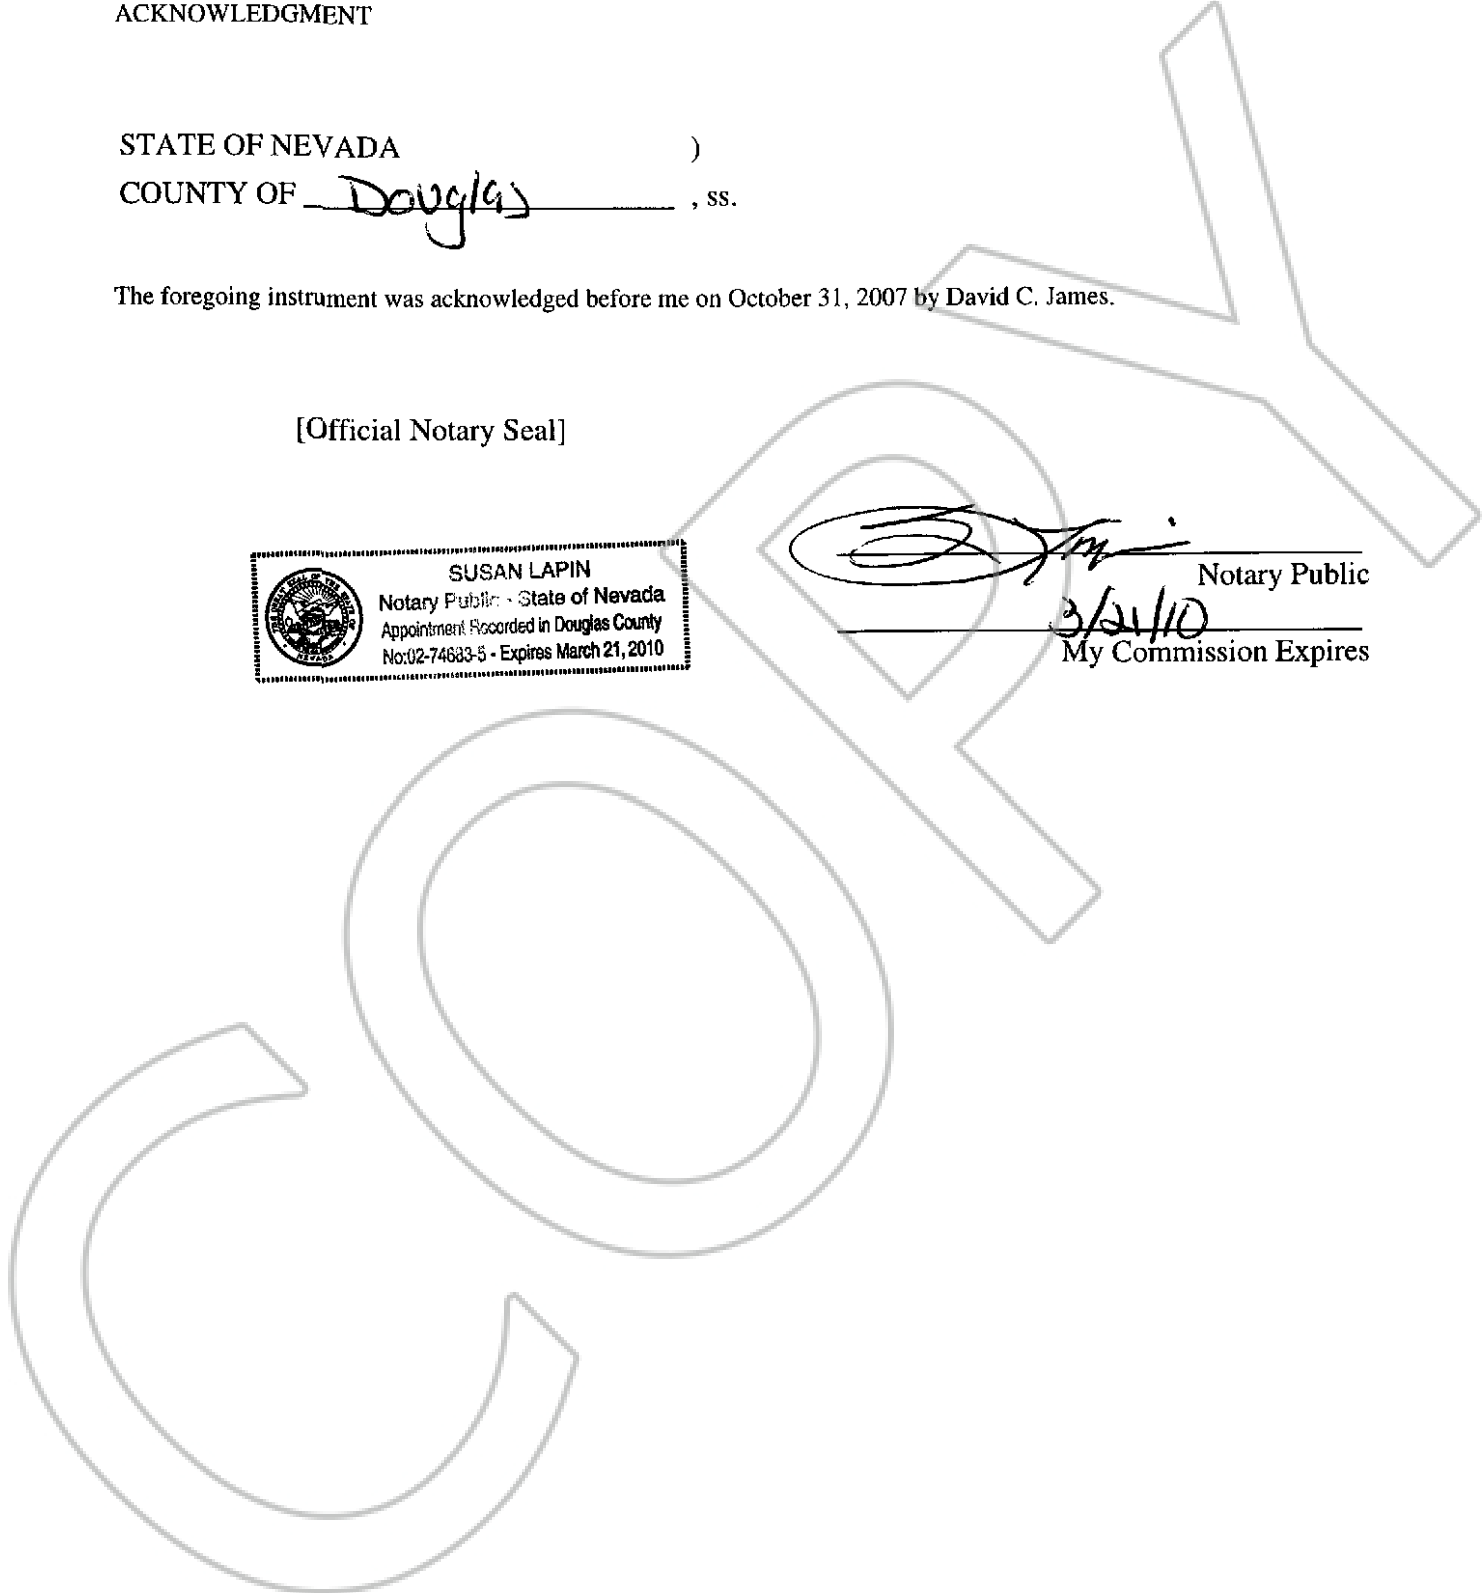 ACKNOWLEDGMENT
STATE OF NEVADA )
COUNTY OF Douglas , ss.
The foregoing instrument was acknowledged before me on October 31, 2007 by David C. James.
[Official Notary Seal]
SUSAN LAPIN
Notary Public - State of Nevada
Appointment Recorded in Douglas County
No:02-74683-5 - Expires March 21, 2010
Notary Public
3/21/10
My Commission Expires
COPY